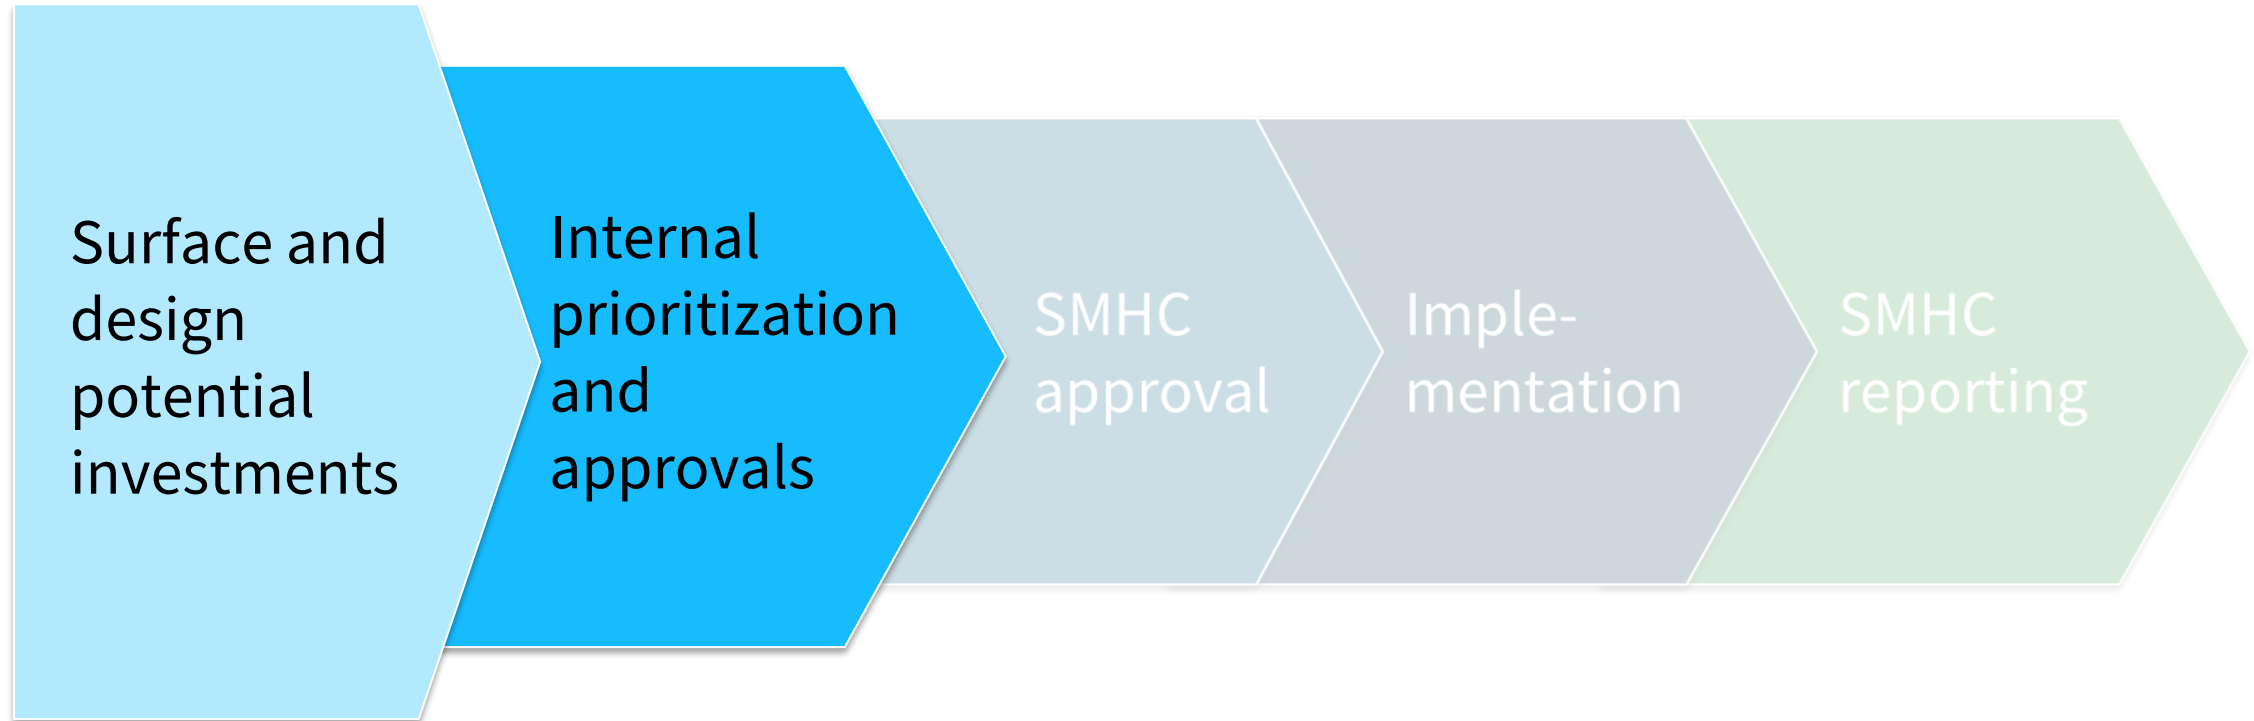 Surface and
design
potential
investments
Internal
prioritization
and
approvals
SMHC
approval
Imple-
mentation
SMHC
reporting